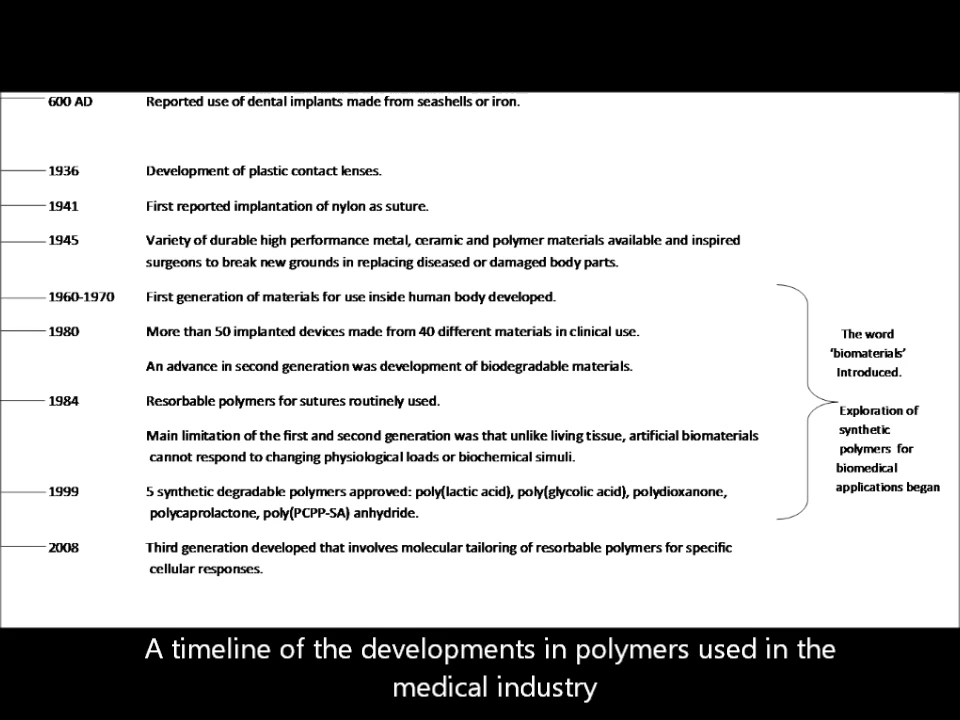 600 AD Reported use of dental implants made from seashells or iron.
1936 Development of plastic contact lenses.
1941 First reported implantation of nylon as suture.
1945 Variety of durable high performance metal, ceramic and polymer materials available and inspired
surgeons to break new grounds in replacing diseased or damaged body parts.
1960-1970 First generation of materials for use inside human body developed.
1980 More than 50 implanted devices made from 40 different materials in clinical use.
An advance in second generation was development of biodegradable materials.
1984 Resorbable polymers for sutures routinely used.
Main limitation of the first and second generation was that unlike living tissue, artificial biomaterials
cannot respond to changing physiological loads or biochemical simuli.
1999 5 synthetic degradable polymers approved: poly(lactic acid), poly(glycolic acid), polydioxanone,
polycaprolactone, poly(PCPP-SA) anhydride.
2008 Third generation developed that involves molecular tailoring of resorbable polymers for specific
cellular responses.
The word
‘biomaterials’
Introduced.
Exploration of
synthetic
polymers for
biomedical
applications began
A timeline of the developments in polymers used in the
medical industry